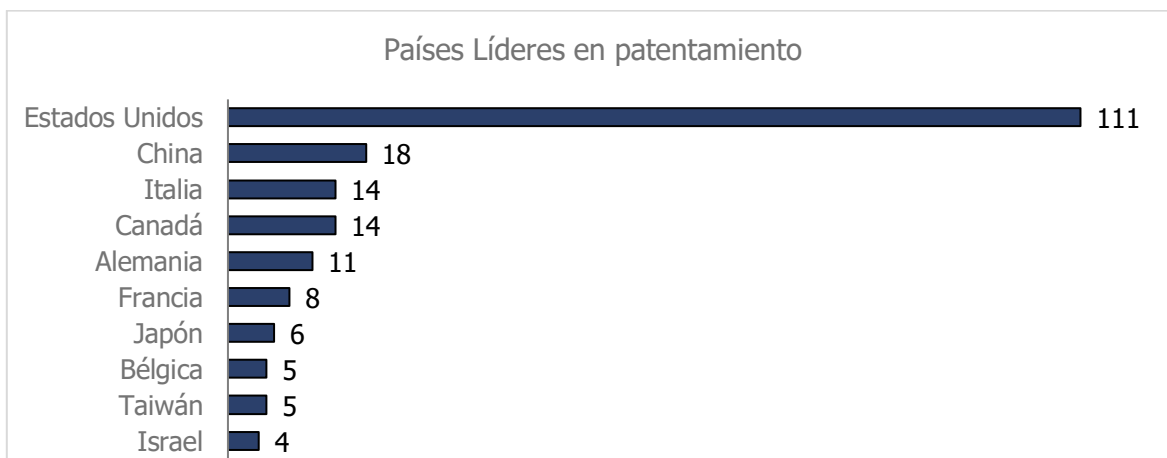 Países Líderes en patentamiento
Estados Unidos 111
China 18
Italia 14
Canadá 14
Alemania 11
Francia 8
Japón 6
Bélgica 5
Taiwán 5
Israel 4